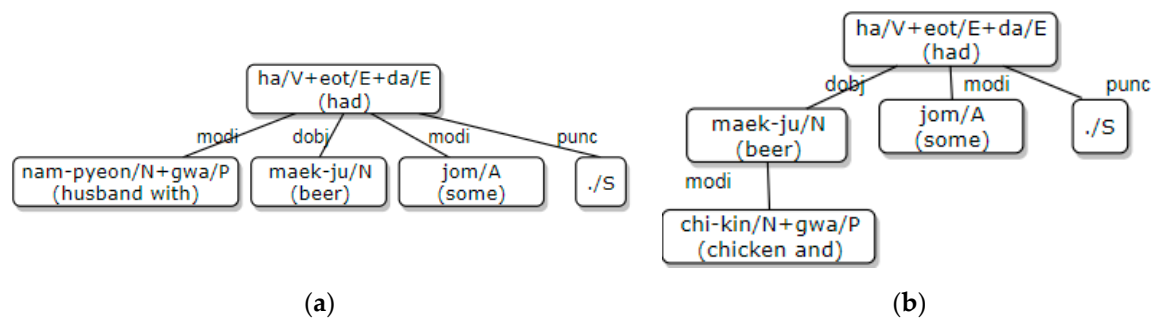 ha/V+eot/E+da/E
(had)
modi
dobj
modi
punc
nam-pyeon/N+gwa/P
(husband with)
maek-ju/N
(beer)
jom/A
(some)
./S
(a)
ha/V+eot/E+da/E
(had)
dobj
modi
punc
maek-ju/N
(beer)
jom/A
(some)
./S
modi
chi-kin/N+gwa/P
(chicken and)
(b)